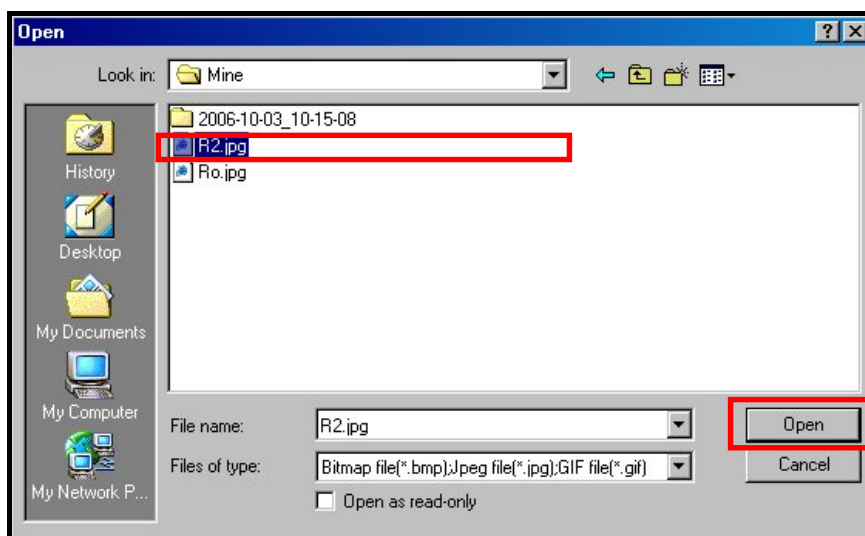 Open
Look in: Mine
2006-10-03_10-15-08
R2.jpg
Ro.jpg
History
Desktop
My Documents
My Computer
My Network P...
File name: R2.jpg Open
Files of type: Bitmap file(*.bmp);Jpeg file(*.jpg);GIF file(*.gif) Cancel
Open as read-only